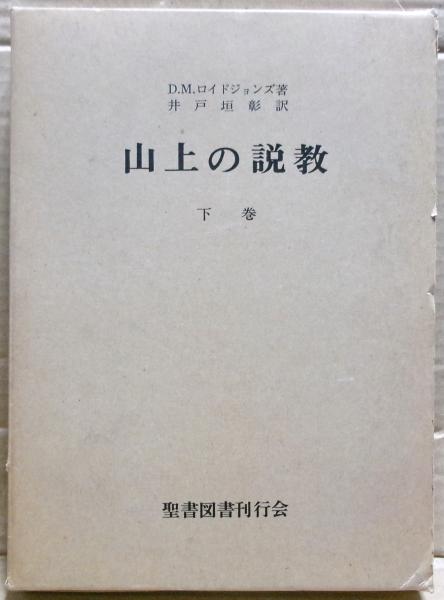 D.M.ロイドジョンズ著
井戸垣彰訳
山上の説教
下巻
聖書図書刊行会